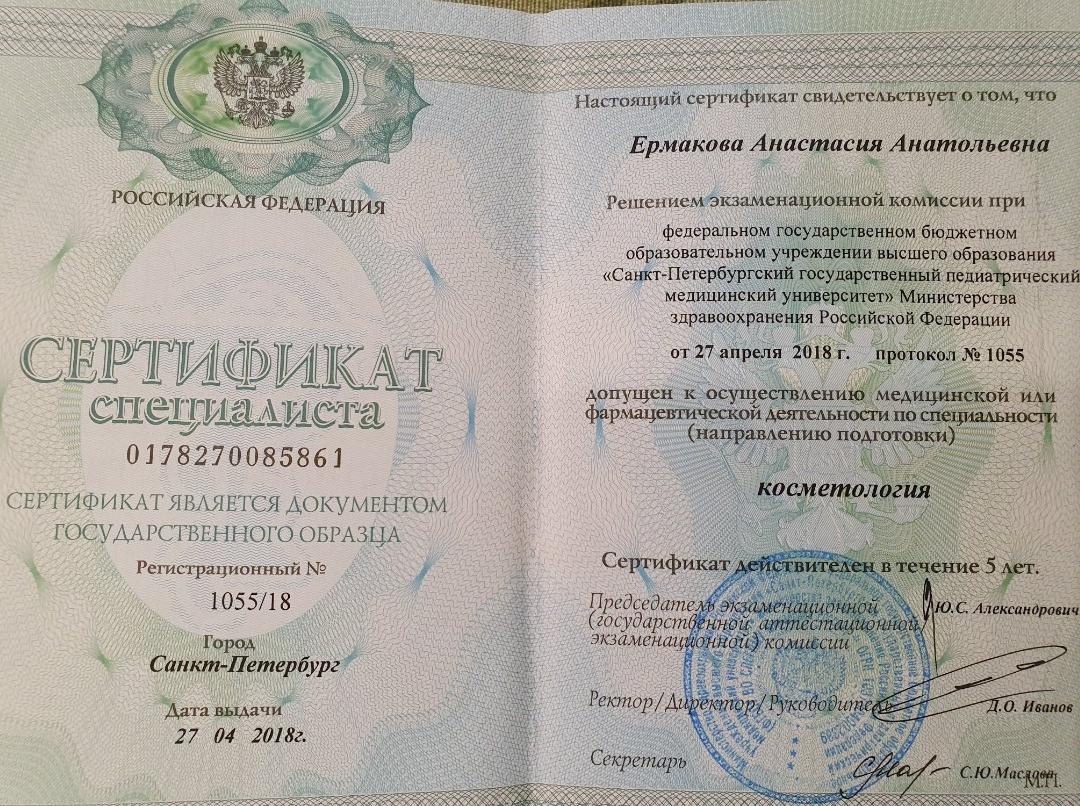 РОССИЙСКАЯ ФЕДЕРАЦИЯ
СЕРТИФИКАТ
специалиста
0178270085861
СЕРТИФИКАТ ЯВЛЯЕТСЯ ДОКУМЕНТОМ
ГОСУДАРСТВЕННОГО ОБРАЗЦА
Регистрационный №
1055/18
Город
Санкт-Петербург
Дата выдачи
27 04 2018г.
Настоящий сертификат свидетельствует о том, что
Ермакова Анастасия Анатольевна
Решением экзаменационной комиссии при
федеральном государственном бюджетном
образовательном учреждении высшего образования
«Санкт-Петербургский государственный педиатрический
медицинский университет» Министерства
здравоохранения Российской Федерации
от 27 апреля 2018 г. протокол № 1055
допущен к осуществлению медицинской или
фармацевтической деятельности по специальности
(направлению подготовки)
косметология
Сертификат действителен в течение 5 лет.
Председатель экзаменационной
(государственной аттестационной/
экзаменационной) комиссии
Ю.С. Александрович
Ректор/Директор/Руководитель
Д.О. Иванов
Секретарь
С.Ю.Маслова
М.П.